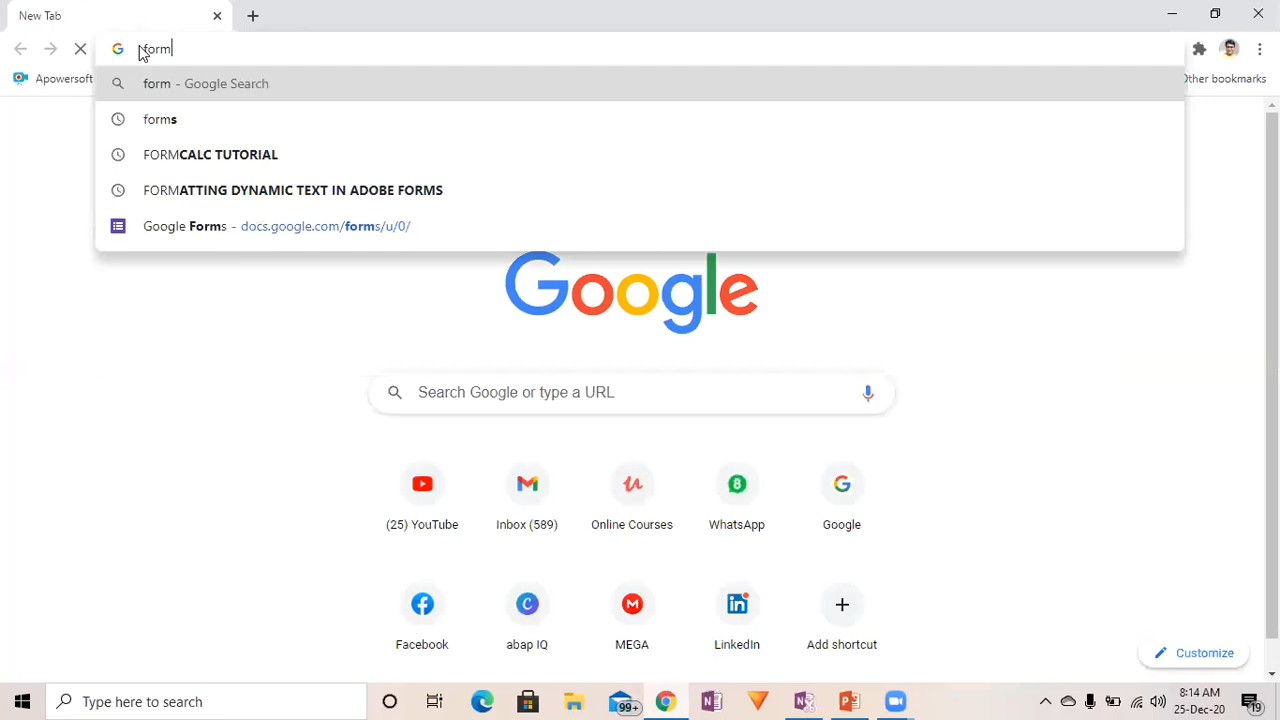 New Tab
form
form - Google Search
forms
FORMCALC TUTORIAL
FORMATTING DYNAMIC TEXT IN ADOBE FORMS
Google Forms - docs.google.com/forms/u/0/
Apowersoft
Other bookmarks
Google
Search Google or type a URL
(25) YouTube
Inbox (589)
Online Courses
WhatsApp
Google
Facebook
abap IQ
MEGA
LinkedIn
Add shortcut
Customize
Type here to search
99+
8:14 AM
25-Dec-20
19